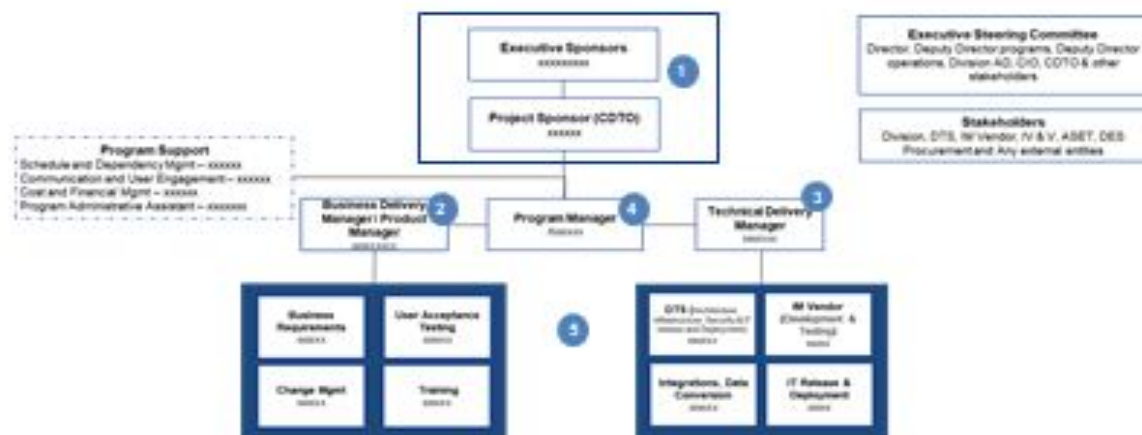 Executive Sponsors
xxxxxxxxx
1
Project Sponsor (CDTO)
xxxxxx
Executive Steering Committee
Director, Deputy Director programs, Deputy Director
operations, Division AD, CIO, CDTO & other
stakeholders
Stakeholders
Division, DTS, IM Vendor, IV & V, ASET, DES
Procurement and Any external entities
Program Support
Schedule and Dependency Mgmt – xxxxxx
Communication and User Engagement – xxxxxx
Cost and Financial Mgmt – xxxxxx
Program Administrative Assistant – xxxxxxx
Business Delivery
Manager / Product
Manager
2
Program Manager
4
Technical Delivery
Manager
3
Business
Requirements
User Acceptance
Testing
Change Mgmt
Training
5
DTS
IM Vendor
(Development &
Testing)
Integrations, Data
Conversion
IT Release &
Deployment